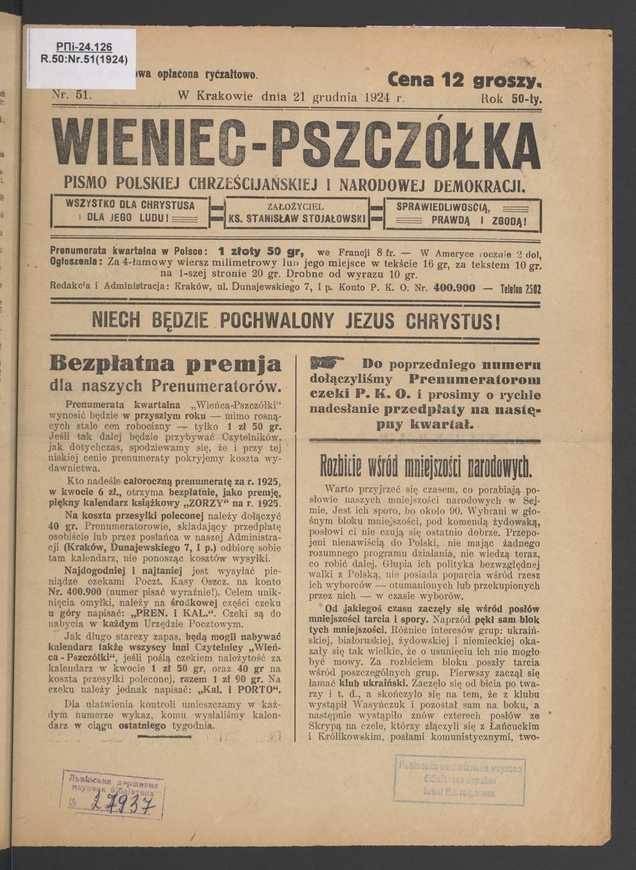 РПі-24.126
R.50:Nr.51(1924)
owa opłacona ryczałtowo.
Cena 12 groszy.
Nr. 51.
W Krakowie dnia 21 grudnia 1924 r.
Rok 50-ty.
WIENIEC-PSZCZÓŁKA
PISMO POLSKIEJ CHRZEŚCIJAŃSKIEJ I NARODOWEJ DEMOKRACJI.
WSZYSTKO DLA CHRYSTUSA
I DLA JEGO LUDU!
ZAŁOŻYCIEL
KS. STANISŁAW STOJAŁOWSKI
SPRAWIEDLIWOŚCIĄ,
PRAWDĄ I ZGODĄ!
Prenumerata kwartalna w Polsce: 1 złoty 50 gr, we Francji 8 fr. — W Ameryce rocznie 2 dol,
Ogłoszenia: Za 4-łamowy wiersz milimetrowy lub jego miejsce w tekście 16 gr, za tekstem 10 gr.
na 1-szej stronie 20 gr. Drobne od wyrazu 10 gr.
Redakcja i Administracja: Kraków, ul. Dunajewskiego 7, I p. Konto P. K. O. Nr. 400.900 — Telefon 2502
NIECH BĘDZIE POCHWALONY JEZUS CHRYSTUS!
Bezpłatna premja
dla naszych Prenumeratorów.
Prenumerata kwartalna „Wieńca-Pszczółki“
wynosić będzie w przyszłym roku — mimo rosną-
cych stale cen robocizny — tylko 1 zł 50 gr.
Jeśli tak dalej będzie przybywać Czytelników,
jak dotychczas, spodziewamy się, że i przy tej
niskiej cenie prenumeraty pokryjemy koszta wy-
dawnictwa.
Kto nadeśle całoroczną prenumeratę za r. 1925,
w kwocie 6 zł., otrzyma bezpłatnie, jako premję,
piękny kalendarz książkowy „ZORZY“ na r. 1925.
Na koszta przesyłki poleconej należy dołączyć
40 gr. Prenumeratorowie, składający przedpłatę
osobiście lub przez posłańca w naszej Administra-
cji (Kraków, Dunajewskiego 7, I p.) odbiorę sobie
tam kalendarz, nie ponosząc kosztów wysyłki.
Najdogodniej i najtaniej jest wysyłać pie-
niądze czekami Poczt. Kasy Oszcz. na konto
Nr. 400.900 (numer pisać wyraźnie!). Celem unik-
nięcia omyłki, należy na środkowej części czeku
u góry napisać: „PREN. i KAL.“ Czeki są do
nabycia w każdym Urzędzie Pocztowym.
Jak długo starczy zapas, będą mogli nabywać
kalendarz także wszyscy inni Czytelnicy „Wień-
ca-Pszczółki“, jeśli poślą czekiem należytość za
kalendarz w kwocie 1 zł 50 gr, oraz 40 gr na
koszta przesyłki poleconej, razem 1 zł 90 gr. Na
czeku należy jednak napisać: „Kal. i PORTO“.
Dla ułatwienia kontroli umieszczamy w każ-
dym numerze wykaz, komu wysłaliśmy kalen-
darz w ciągu ostatniego tygodnia.
Do poprzedniego numeru
dołączyliśmy Prenumeratorom
czeki P. K. O. i prosimy o rychłe
nadesłanie przedpłaty na nastę-
pny kwartał.
Rozbicie wśród mniejszości narodowych.
Warto przyjrzeć się czasem, co porabiają po-
słowie naszych mniejszości narodowych w Sej-
mie. Jest ich sporo, bo około 90. Wybrani w gło-
śnym bloku mniejszości, pod komendą żydowską,
posłowi ci nie czują się ostatnio dobrze. Przepo-
jeni nienawiścią do Polski, nie mając żadnego
rozumnego programu działania, nie wiedzą teraz,
co robić dalej. Głupia ich polityka bezwzględnej
walki z Polską, nie posiada poparcia wśród rzesz
ich wyborców — otumanionych lub przekupionych
przez nich — w czasie wyborów.
Od jakiegoś czasu zaczęły się wśród posłów
mniejszości tarcia i spory. Naprzód pękł sam blok
tych mniejszości. Różnice interesów grup: ukraiń-
skiej, białoruskiej, żydowskiej i niemieckiej oka-
zały się tak wielkie, że o usunięciu ich nie mogło
być mowy. Za rozbiciem bloku poszły tarcia
wśród poszczególnych grup. Pierwszy zaczął się
łamać klub ukraiński. Zaczęło się od bicia po twa-
rzy i t. d., a skończyło się na tem, że z klubu
wystąpił Wasyńczuk i pozostał sam na boku, a
następnie wystąpiło znów czterech posłów ze
Skrypą na czele, którzy złączyli się z Łańcuckim
i Królikowskim, posłami komunistycznymi, two-
Львівська державна
наукова бібліотека
№ 27937
Львівська національна наукова
бібліотека України
імені В.Стефаника